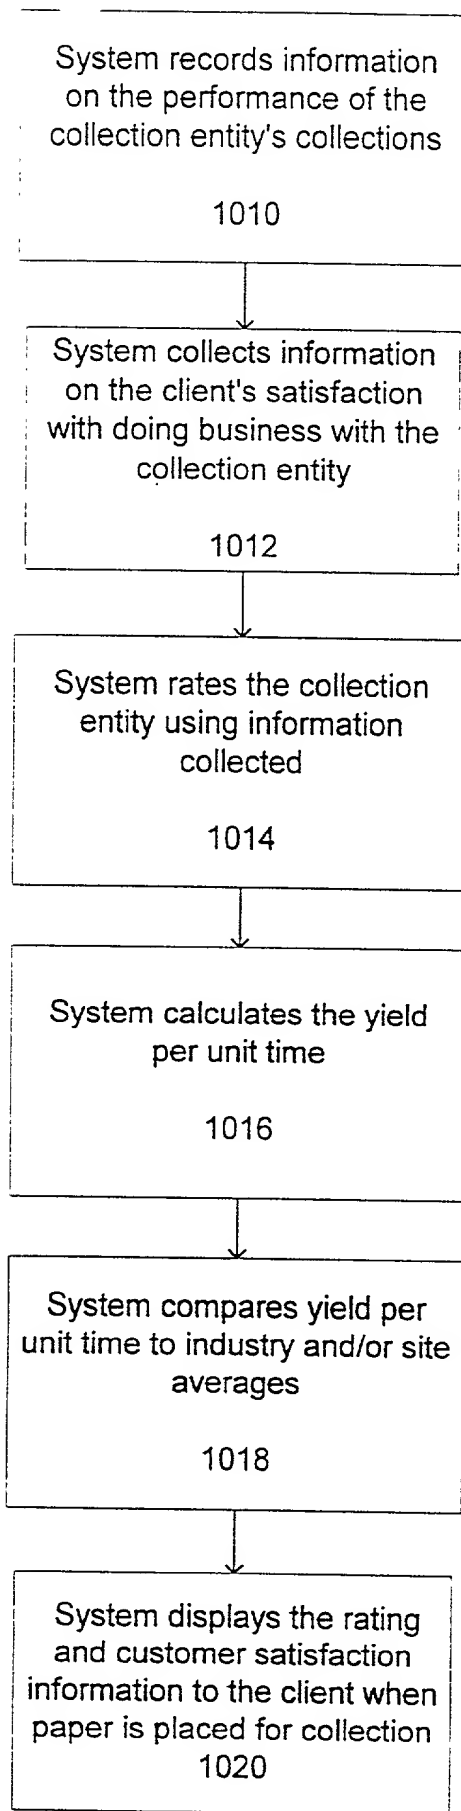 System records information
on the performance of the
collection entity's collections
1010
System collects information
on the client's satisfaction
with doing business with the
collection entity
1012
System rates the collection
entity using information
collected
1014
System calculates the yield
per unit time
1016
System compares yield per
unit time to industry and/or site
averages
1018
System displays the rating
and customer satisfaction
information to the client when
paper is placed for collection
1020